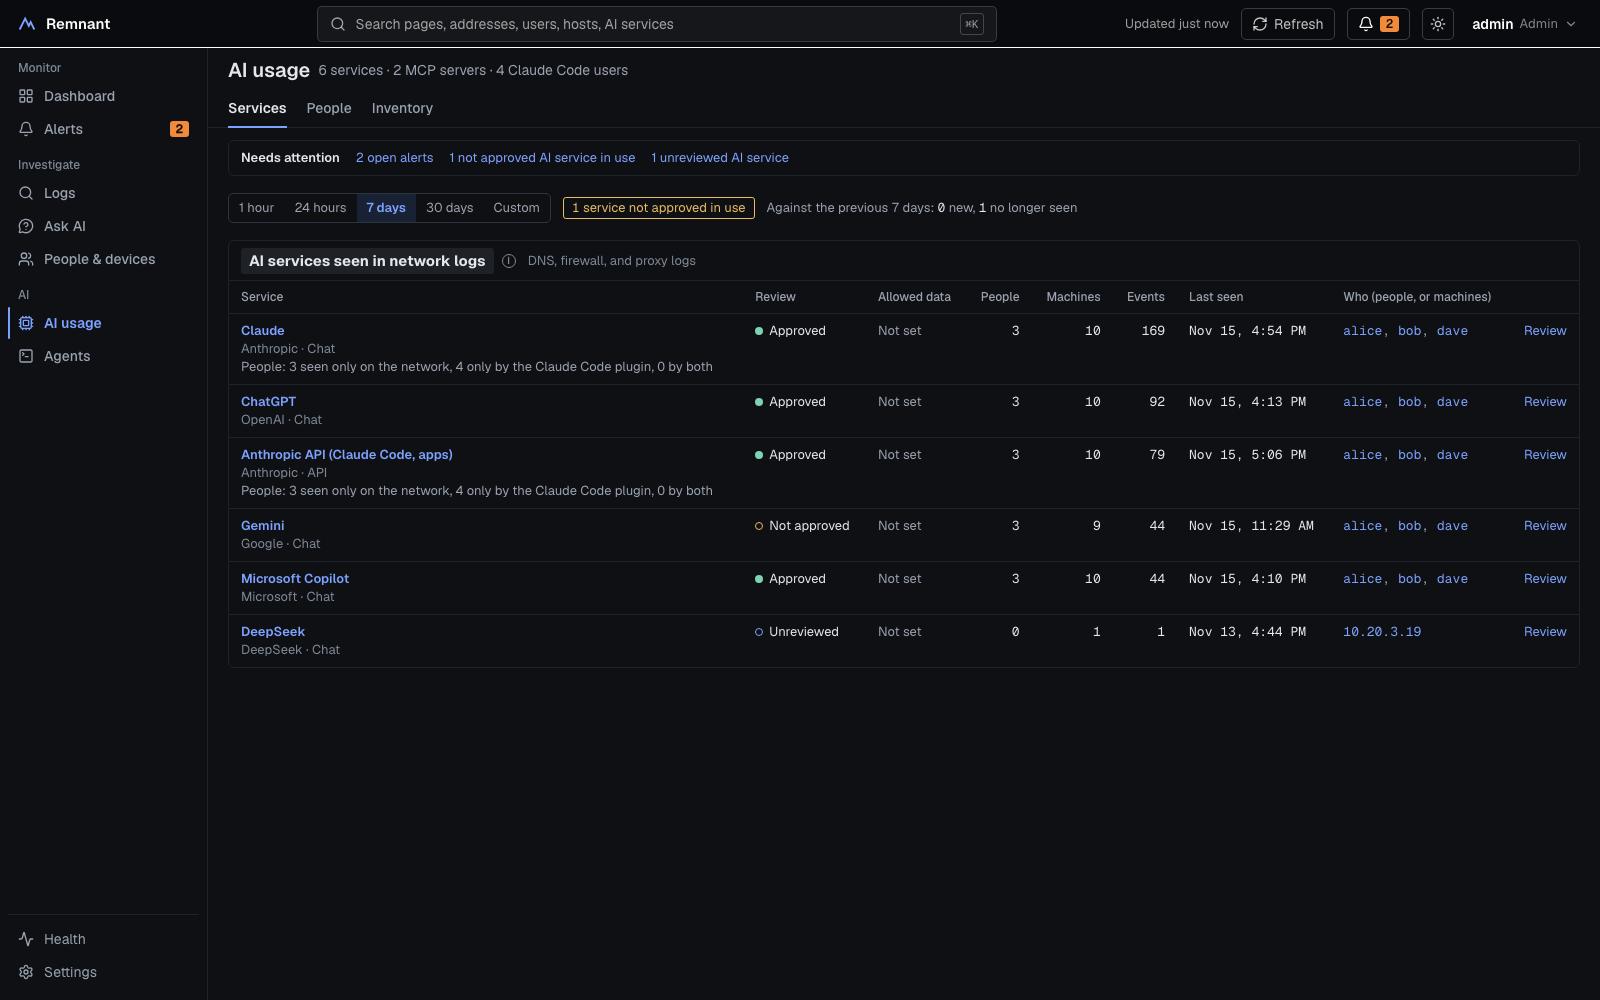 Remnant
Search pages, addresses, users, hosts, AI services ⌘K
Updated just now Refresh 2 admin Admin
Monitor
Dashboard
Alerts 2
Investigate
Logs
Ask AI
People & devices
AI
AI usage
Agents
Health
Settings
AI usage 6 services · 2 MCP servers · 4 Claude Code users
Services People Inventory
Needs attention 2 open alerts 1 not approved AI service in use 1 unreviewed AI service
1 hour 24 hours 7 days 30 days Custom 1 service not approved in use Against the previous 7 days: 0 new, 1 no longer seen
AI services seen in network logs DNS, firewall, and proxy logs
Service Review Allowed data People Machines Events Last seen Who (people, or machines)
Claude Approved Not set 3 10 169 Nov 15, 4:54 PM alice, bob, dave Review
Anthropic · Chat
People: 3 seen only on the network, 4 only by the Claude Code plugin, 0 by both
ChatGPT Approved Not set 3 10 92 Nov 15, 4:13 PM alice, bob, dave Review
OpenAI · Chat
Anthropic API (Claude Code, apps) Approved Not set 3 10 79 Nov 15, 5:06 PM alice, bob, dave Review
Anthropic · API
People: 3 seen only on the network, 4 only by the Claude Code plugin, 0 by both
Gemini Not approved Not set 3 9 44 Nov 15, 11:29 AM alice, bob, dave Review
Google · Chat
Microsoft Copilot Approved Not set 3 10 44 Nov 15, 4:10 PM alice, bob, dave Review
Microsoft · Chat
DeepSeek Unreviewed Not set 0 1 1 Nov 13, 4:44 PM 10.20.3.19 Review
DeepSeek · Chat